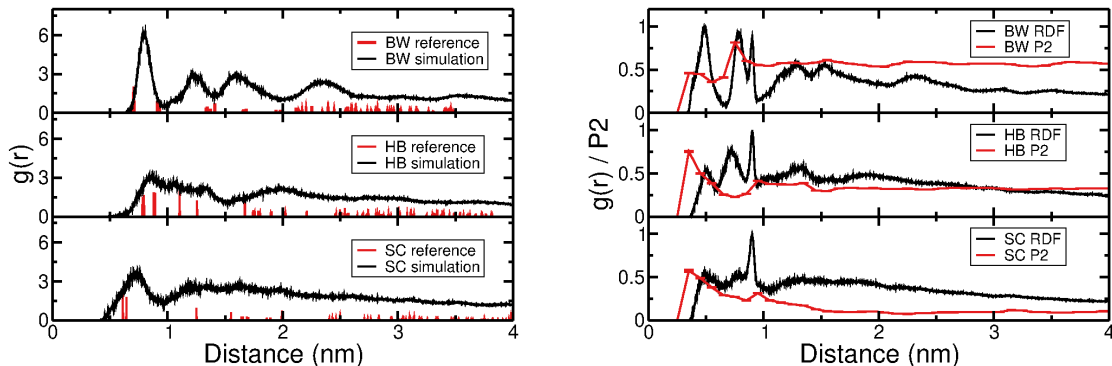 g(r)
6
3
0
BW reference
BW simulation
6
3
0
HB reference
HB simulation
6
3
0
SC reference
SC simulation
0
1
2
3
4
Distance (nm)
g(r) / P2
1
0.5
0
BW RDF
BW P2
1
0.5
0
HB RDF
HB P2
1
0.5
0
SC RDF
SC P2
0
1
2
3
4
Distance (nm)